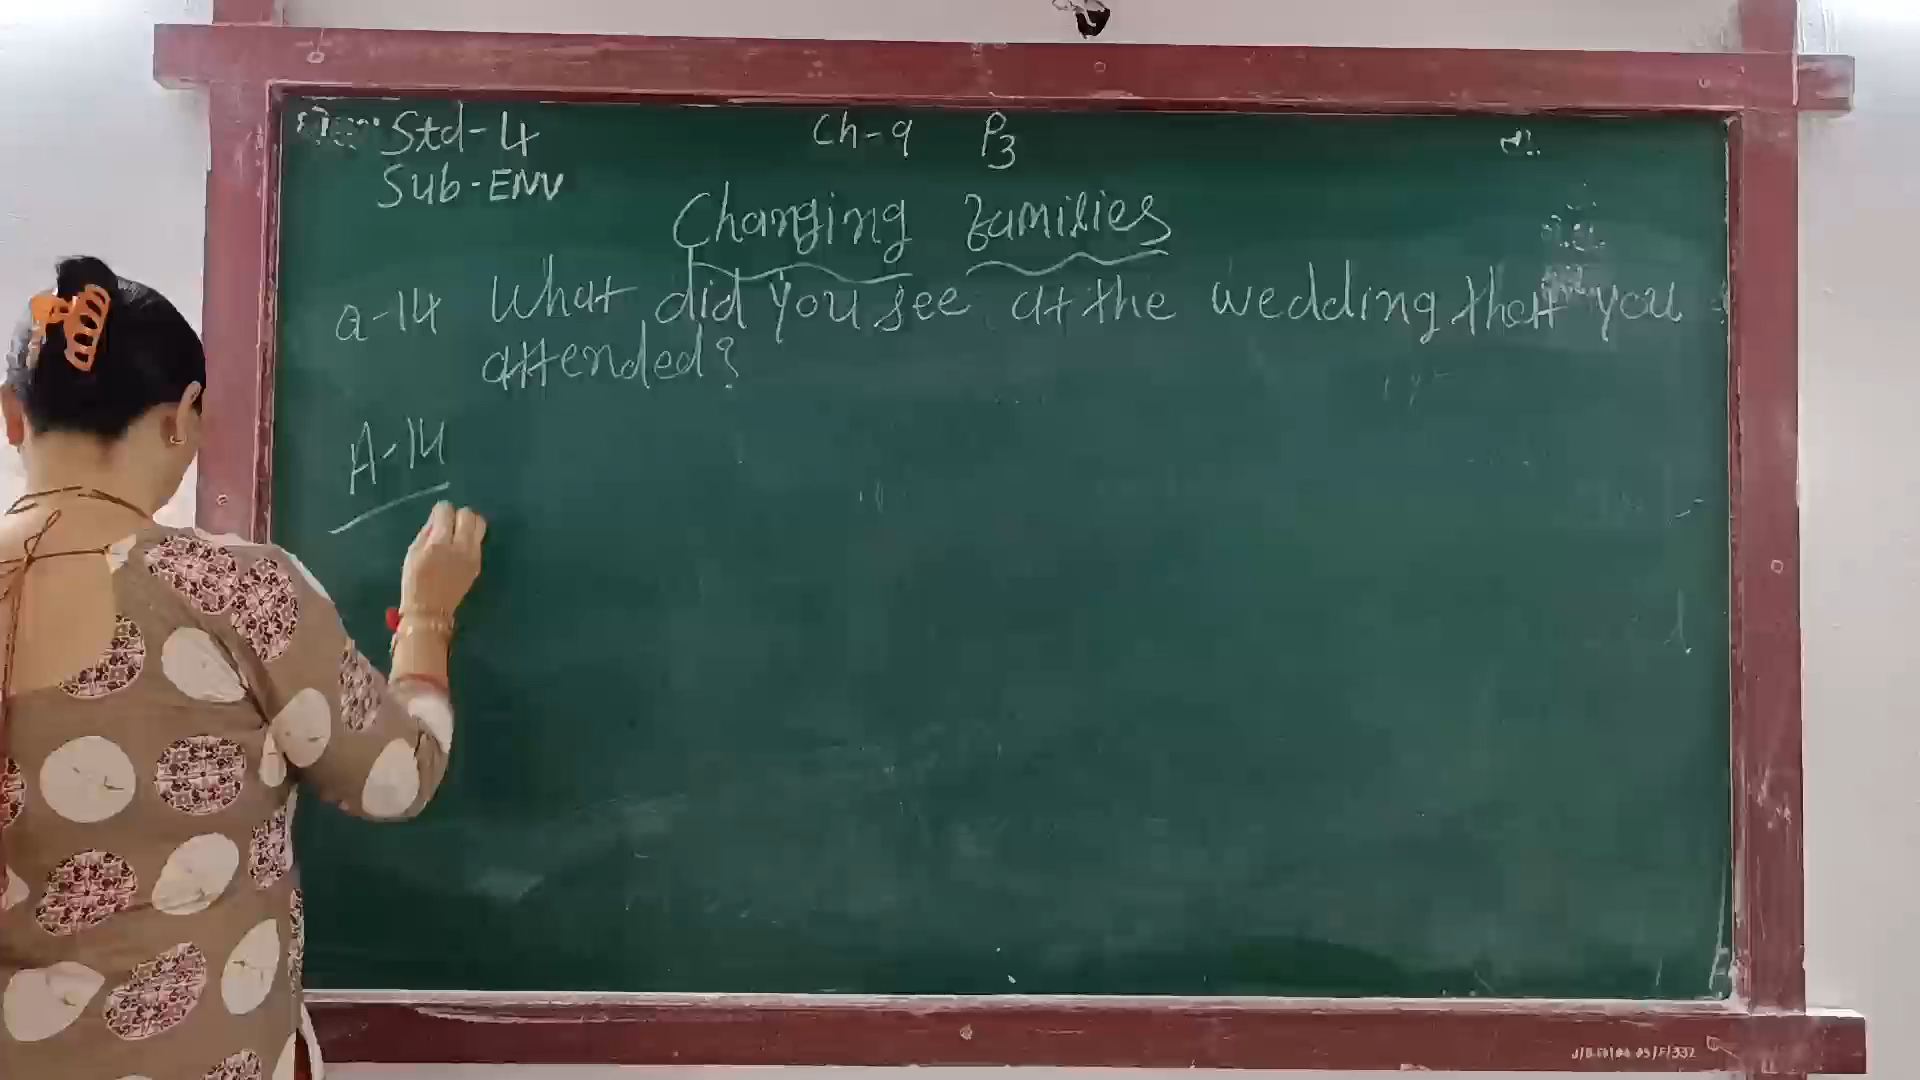 Std-4 Ch-9 P3
Sub-ENV
Changing Families
Q-14 What did you see at the wedding that you
attended?
A-14